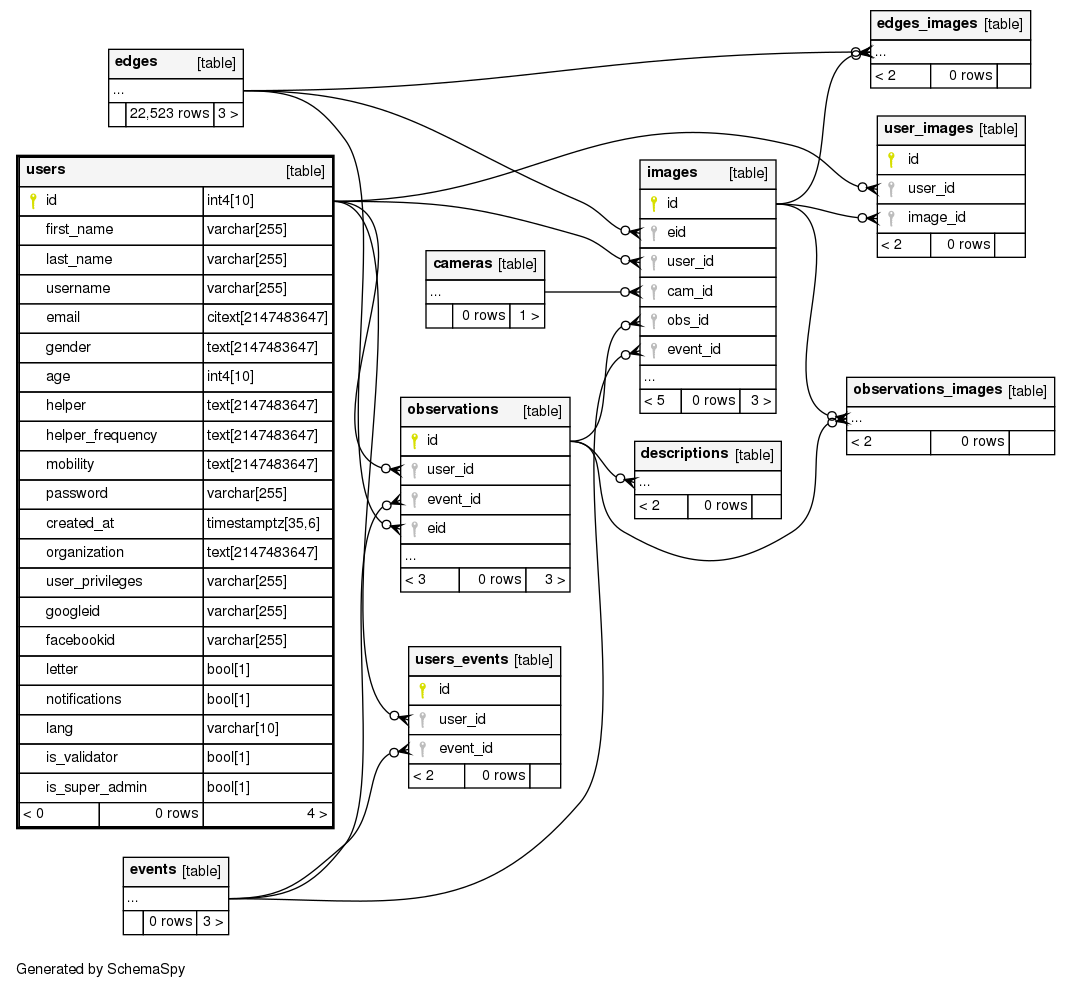 edges [table]
...
22,523 rows 3 >
users [table]
id int4[10]
first_name varchar[255]
last_name varchar[255]
username varchar[255]
email citext[2147483647]
gender text[2147483647]
age int4[10]
helper text[2147483647]
helper_frequency text[2147483647]
mobility text[2147483647]
password varchar[255]
created_at timestamptz[35,6]
organization text[2147483647]
user_privileges varchar[255]
googleid varchar[255]
facebookid varchar[255]
letter bool[1]
notifications bool[1]
lang varchar[10]
is_validator bool[1]
is_super_admin bool[1]
< 0 0 rows 4 >
events [table]
...
0 rows 3 >
cameras [table]
...
0 rows 1 >
observations [table]
id
user_id
event_id
eid
...
< 3 0 rows 3 >
users_events [table]
id
user_id
event_id
< 2 0 rows
images [table]
id
eid
user_id
cam_id
obs_id
event_id
...
< 5 0 rows 3 >
descriptions [table]
...
< 2 0 rows
edges_images [table]
...
< 2 0 rows
user_images [table]
id
user_id
image_id
< 2 0 rows
observations_images [table]
...
< 2 0 rows
Generated by SchemaSpy